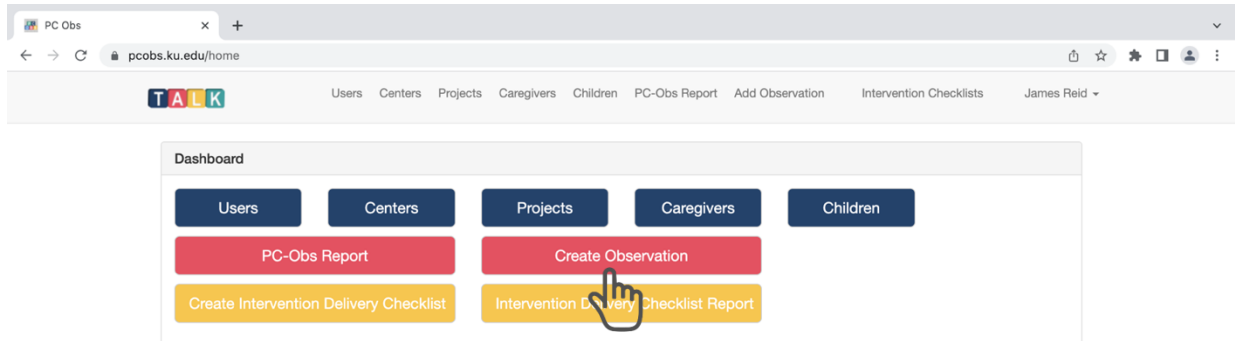 PC Obs
pcobs.ku.edu/home
TALK Users Centers Projects Caregivers Children PC-Obs Report Add Observation Intervention Checklists James Reid
Dashboard
Users Centers Projects Caregivers Children
PC-Obs Report Create Observation
Create Intervention Delivery Checklist Intervention Delivery Checklist Report